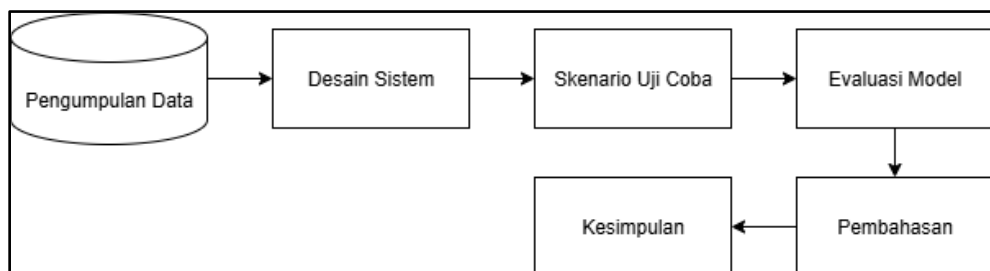 Pengumpulan Data
Desain Sistem
Skenario Uji Coba
Evaluasi Model
Pembahasan
Kesimpulan